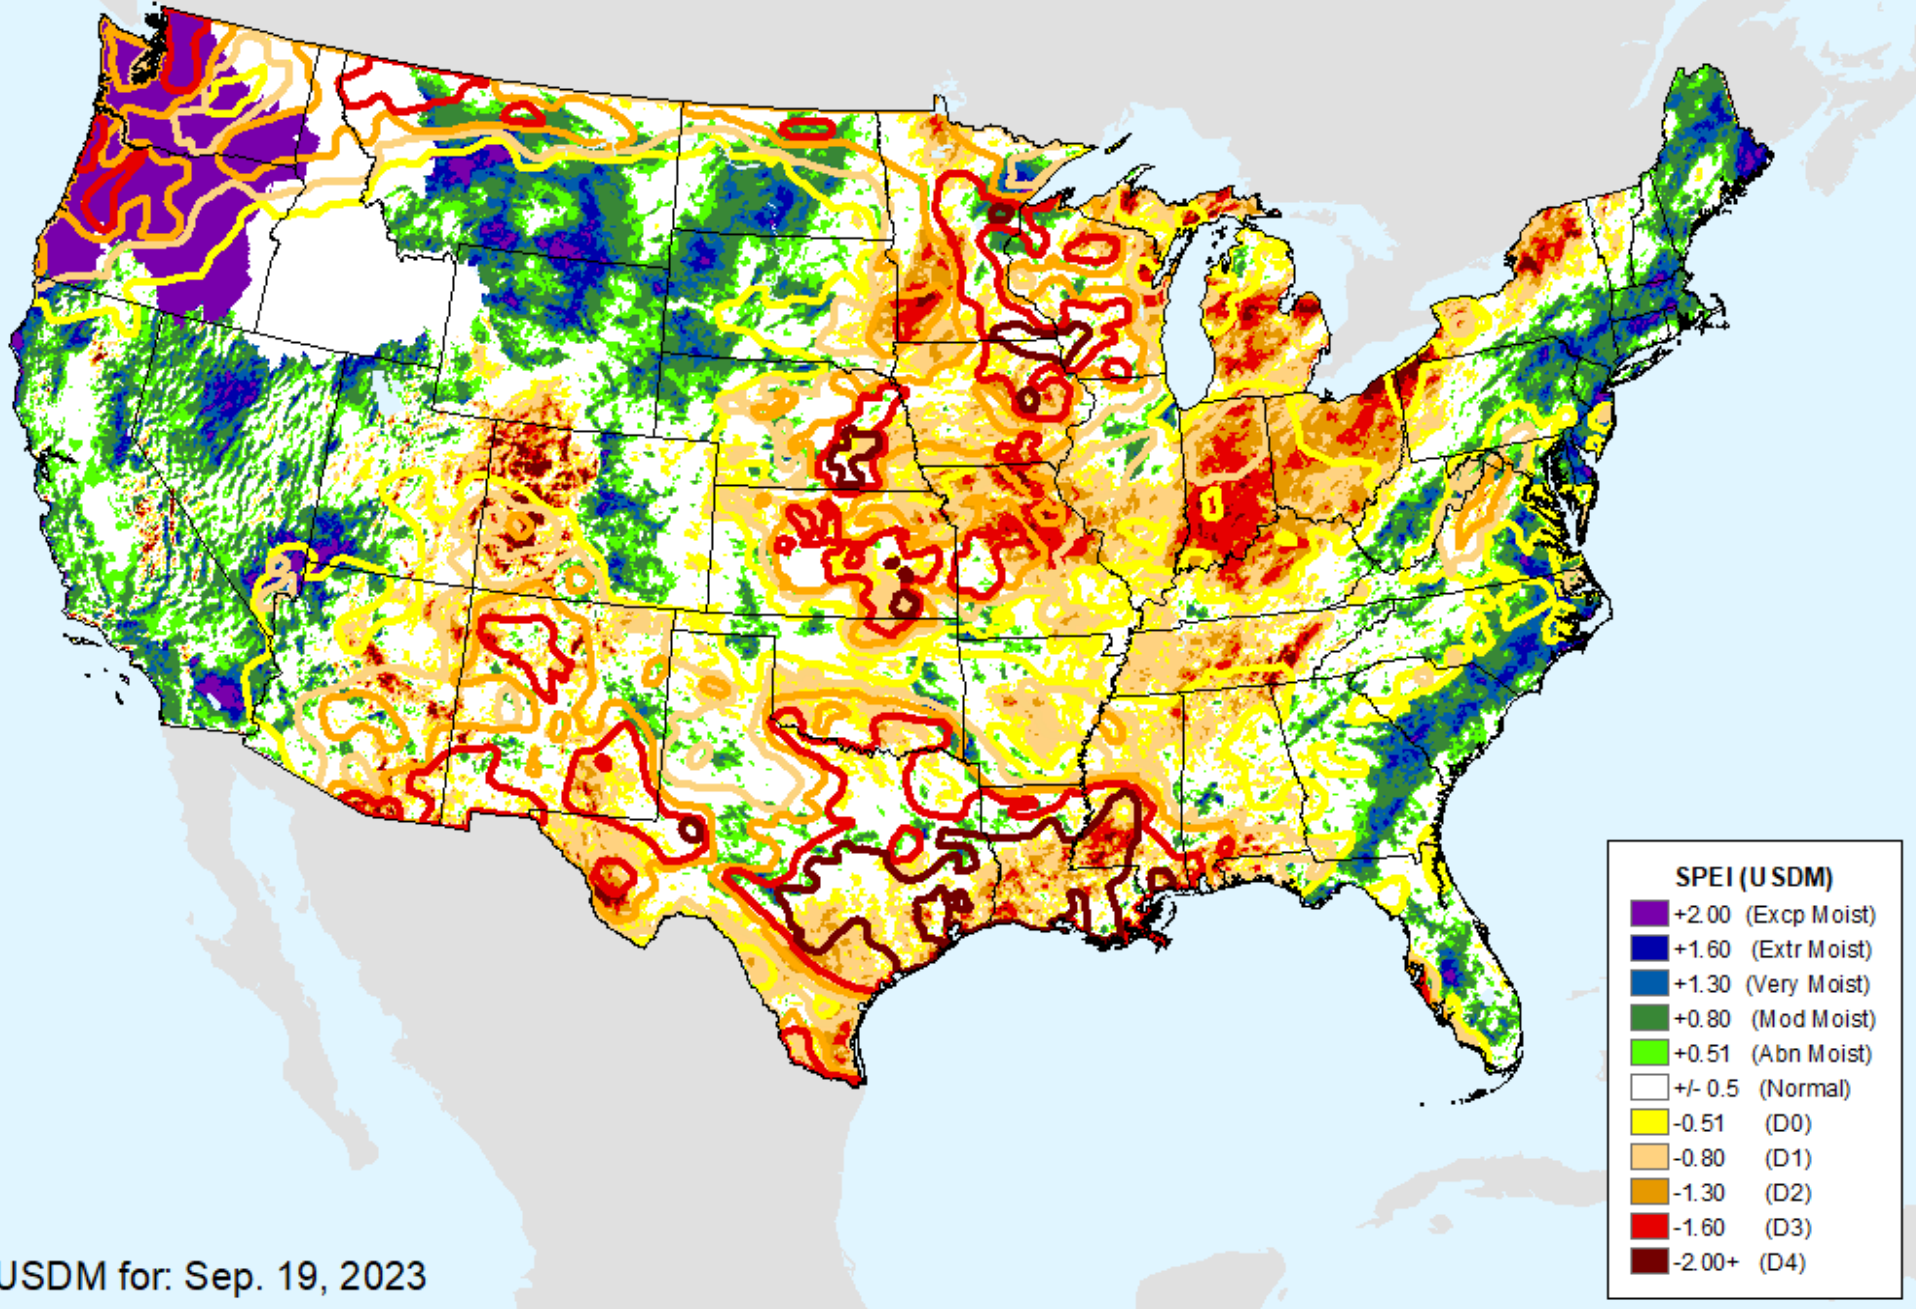 SPEI (USDM)
+2.00 (Excp Moist)
+1.60 (Extr Moist)
+1.30 (Very Moist)
+0.80 (Mod Moist)
+0.51 (Abn Moist)
+/- 0.5 (Normal)
-0.51 (D0)
-0.80 (D1)
-1.30 (D2)
-1.60 (D3)
-2.00+ (D4)
USDM for: Sep. 19, 2023